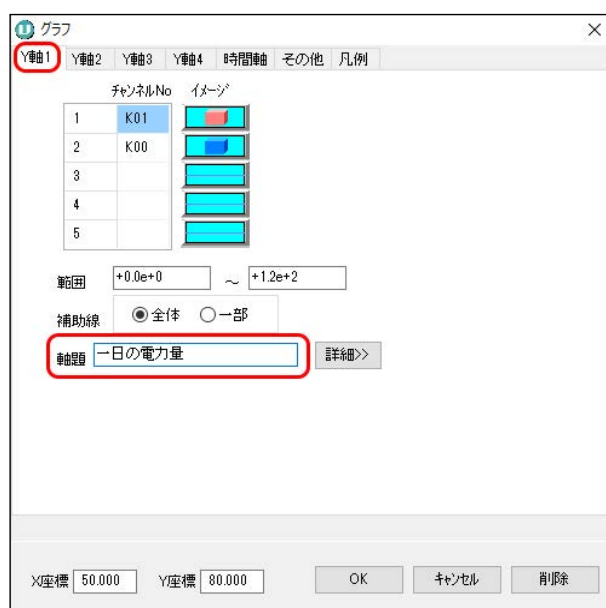 グラフ
Y軸1 Y軸2 Y軸3 Y軸4 時間軸 その他 凡例
チャンネルNo イメージ
1 K01
2 K00
3
4
5
範囲 +0.0e+0 ～ +1.2e+2
補助線 全体 一部
軸題 一日の電力量 詳細>>
X座標 50.000 Y座標 80.000 OK キャンセル 削除